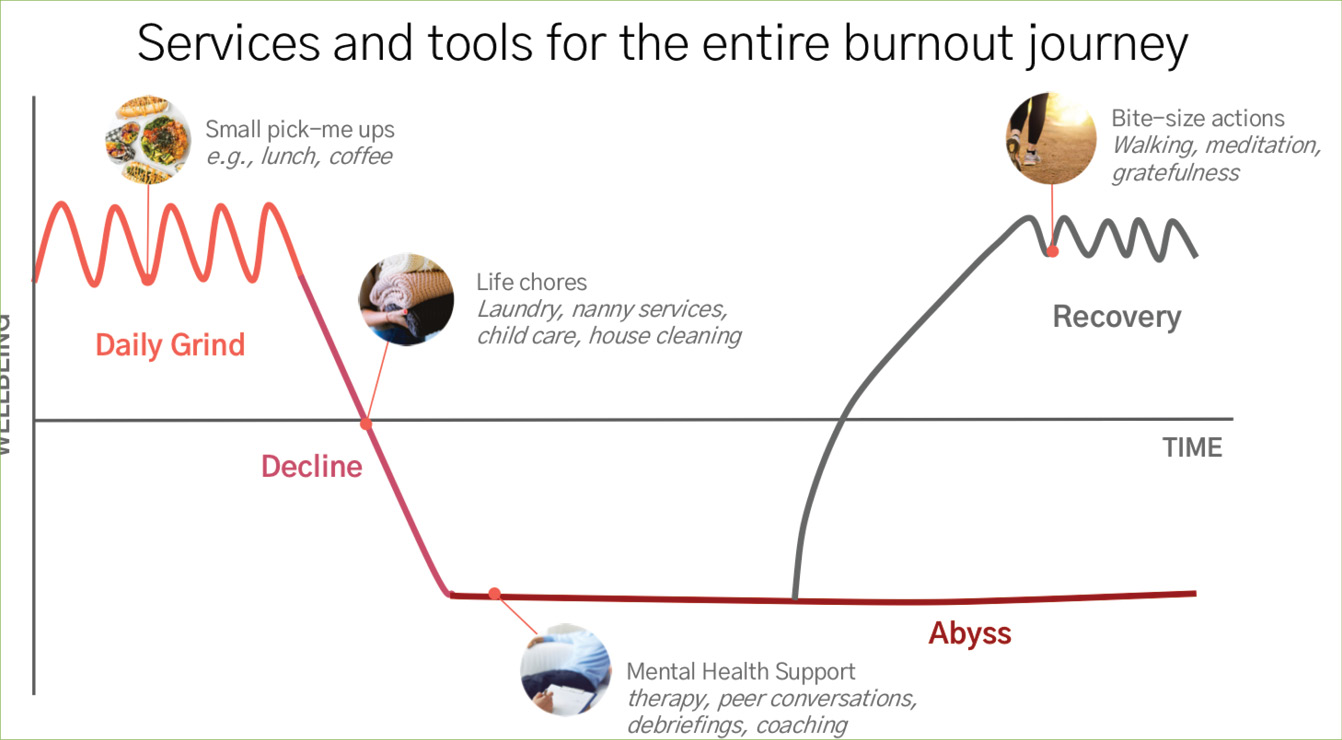 Services and tools for the entire burnout journey
Small pick-me ups
e.g., lunch, coffee
Bite-size actions
Walking, meditation,
gratefulness
Life chores
Laundry, nanny services,
child care, house cleaning
Daily Grind
Recovery
WELLBEING
TIME
Decline
Abyss
Mental Health Support
therapy, peer conversations,
debriefings, coaching